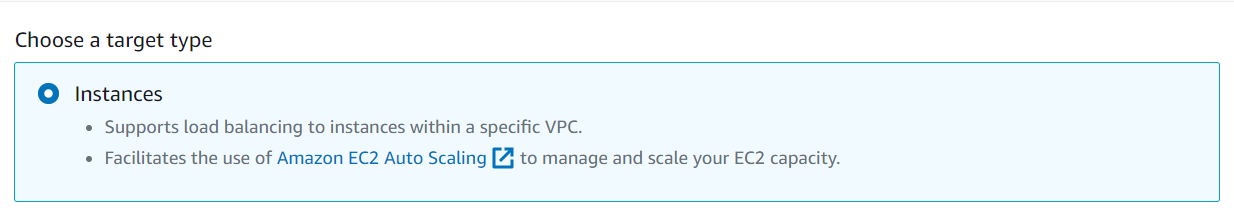 Choose a target type
Instances
• Supports load balancing to instances within a specific VPC.
• Facilitates the use of Amazon EC2 Auto Scaling to manage and scale your EC2 capacity.